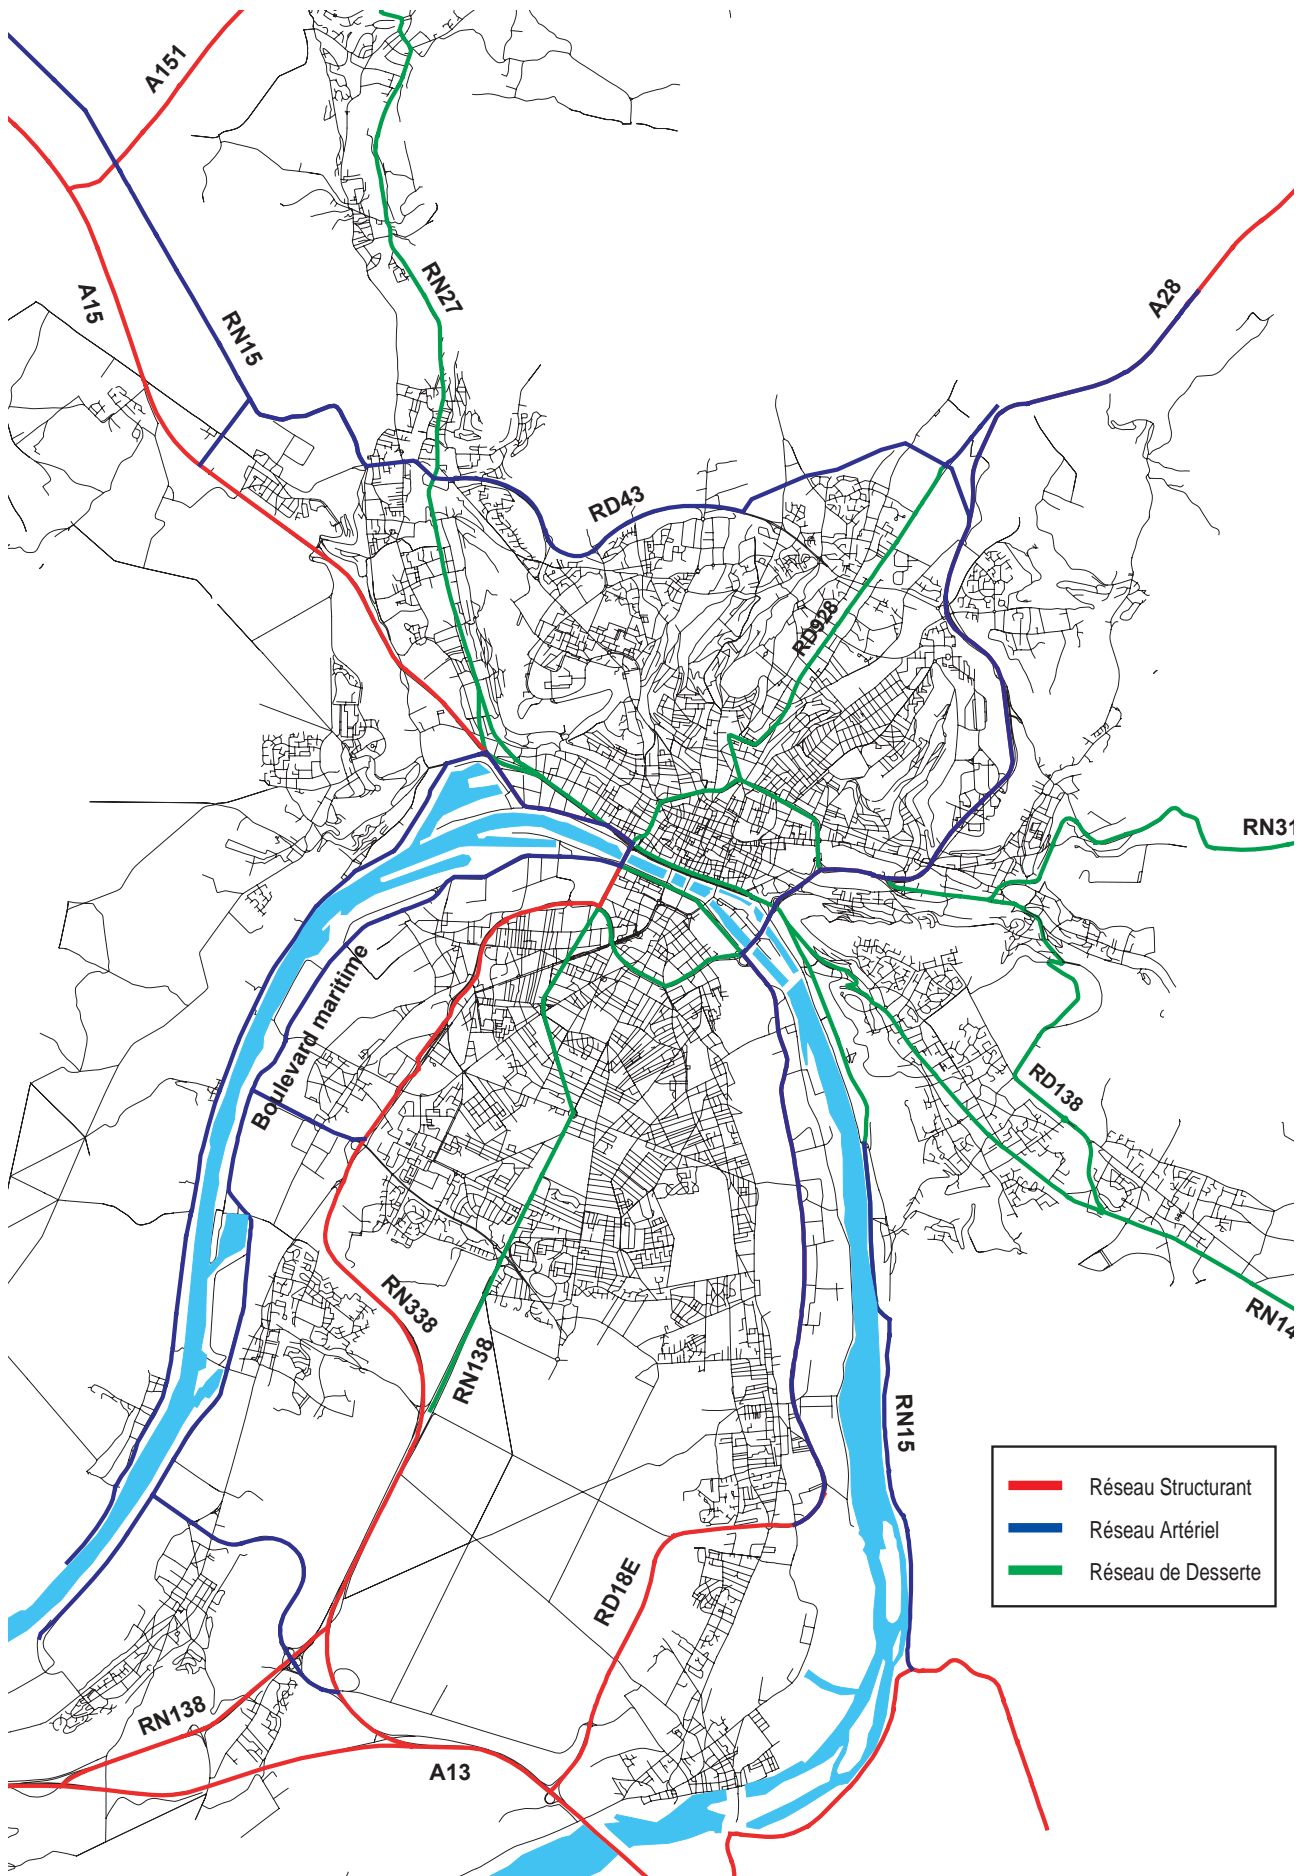 A151
A15
RN15
RN27
A28
RD43
RD928
RN31
Boulevard maritime
RD138
RN14
RN338
RN138
RN15
RD18E
RN138
A13
Réseau Structurant
Réseau Artériel
Réseau de Desserte